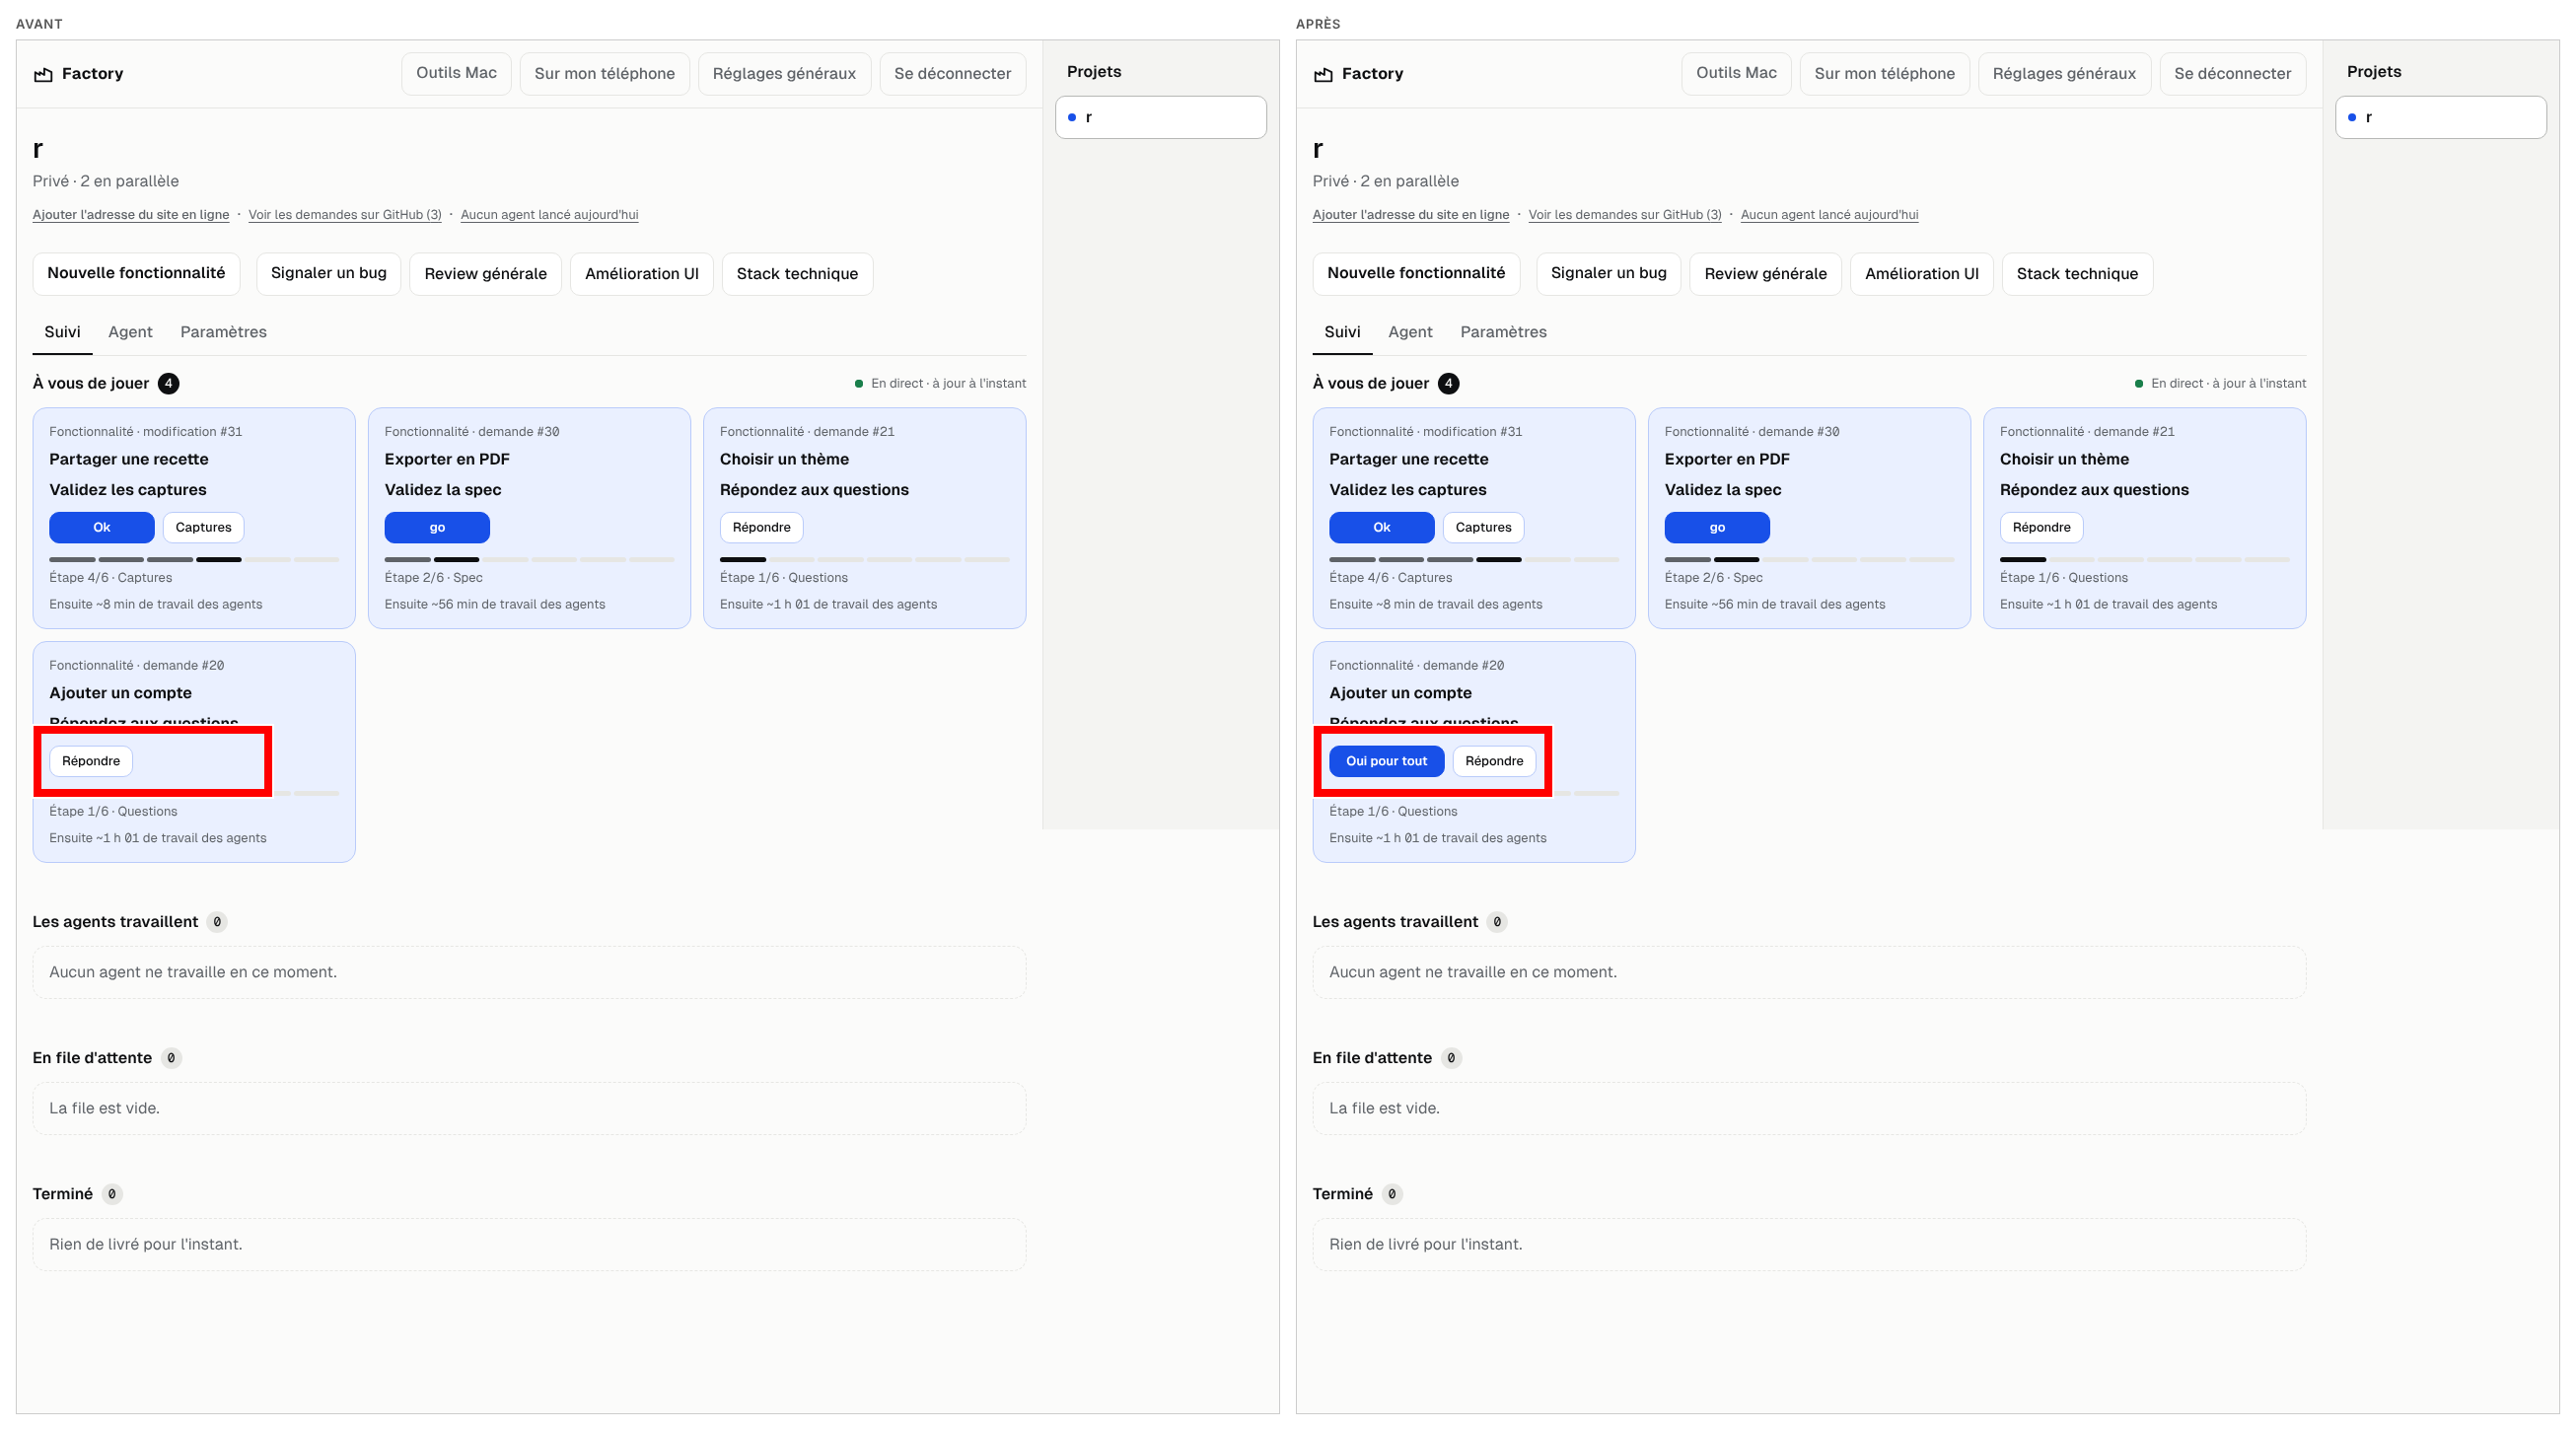 AVANT
Factory
Outils Mac
Sur mon téléphone
Réglages généraux
Se déconnecter
Projets
r
r
Privé · 2 en parallèle
Ajouter l'adresse du site en ligne · Voir les demandes sur GitHub (3) · Aucun agent lancé aujourd'hui
Nouvelle fonctionnalité
Signaler un bug
Review générale
Amélioration UI
Stack technique
Suivi
Agent
Paramètres
À vous de jouer 4
En direct · à jour à l'instant
Fonctionnalité · modification #31
Partager une recette
Validez les captures
Ok
Captures
Étape 4/6 · Captures
Ensuite ~8 min de travail des agents
Fonctionnalité · demande #30
Exporter en PDF
Validez la spec
go
Étape 2/6 · Spec
Ensuite ~56 min de travail des agents
Fonctionnalité · demande #21
Choisir un thème
Répondez aux questions
Répondre
Étape 1/6 · Questions
Ensuite ~1 h 01 de travail des agents
Fonctionnalité · demande #20
Ajouter un compte
Répondez aux questions
Répondre
Étape 1/6 · Questions
Ensuite ~1 h 01 de travail des agents
Les agents travaillent 0
Aucun agent ne travaille en ce moment.
En file d'attente 0
La file est vide.
Terminé 0
Rien de livré pour l'instant.
APRÈS
Factory
Outils Mac
Sur mon téléphone
Réglages généraux
Se déconnecter
Projets
r
r
Privé · 2 en parallèle
Ajouter l'adresse du site en ligne · Voir les demandes sur GitHub (3) · Aucun agent lancé aujourd'hui
Nouvelle fonctionnalité
Signaler un bug
Review générale
Amélioration UI
Stack technique
Suivi
Agent
Paramètres
À vous de jouer 4
En direct · à jour à l'instant
Fonctionnalité · modification #31
Partager une recette
Validez les captures
Ok
Captures
Étape 4/6 · Captures
Ensuite ~8 min de travail des agents
Fonctionnalité · demande #30
Exporter en PDF
Validez la spec
go
Étape 2/6 · Spec
Ensuite ~56 min de travail des agents
Fonctionnalité · demande #21
Choisir un thème
Répondez aux questions
Répondre
Étape 1/6 · Questions
Ensuite ~1 h 01 de travail des agents
Fonctionnalité · demande #20
Ajouter un compte
Répondez aux questions
Oui pour tout
Répondre
Étape 1/6 · Questions
Ensuite ~1 h 01 de travail des agents
Les agents travaillent 0
Aucun agent ne travaille en ce moment.
En file d'attente 0
La file est vide.
Terminé 0
Rien de livré pour l'instant.